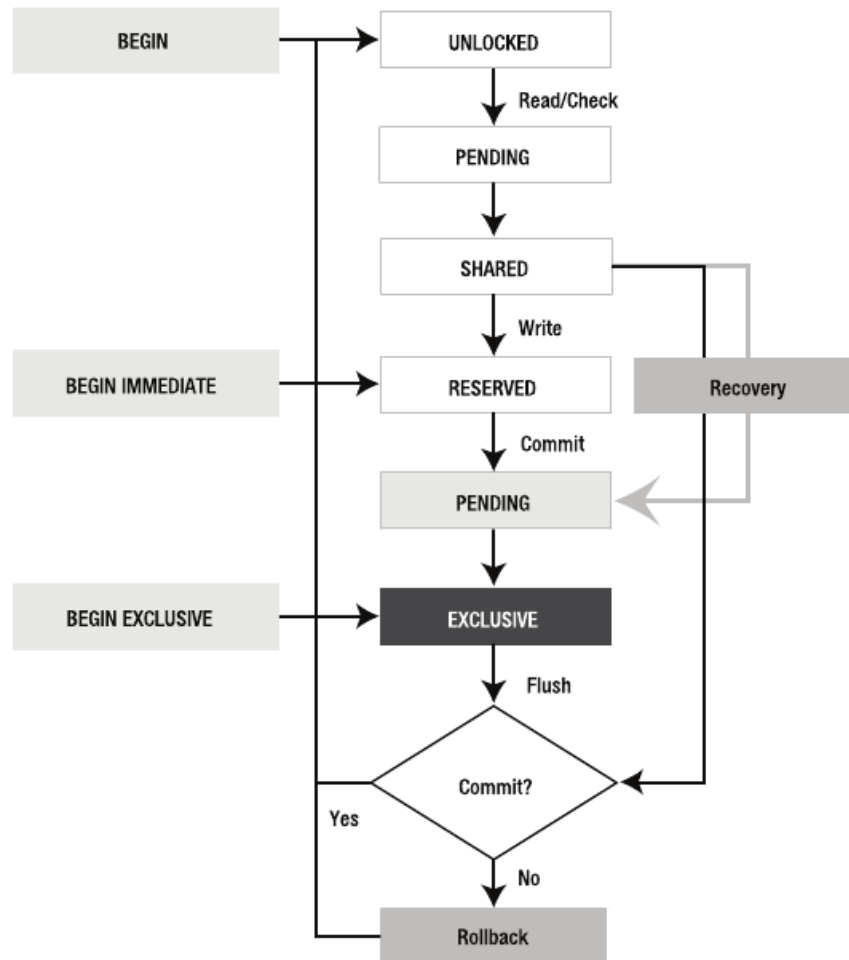 BEGIN
UNLOCKED
Read/Check
PENDING
SHARED
Write
BEGIN IMMEDIATE
RESERVED
Recovery
Commit
PENDING
BEGIN EXCLUSIVE
EXCLUSIVE
Flush
Commit?
Yes
No
Rollback